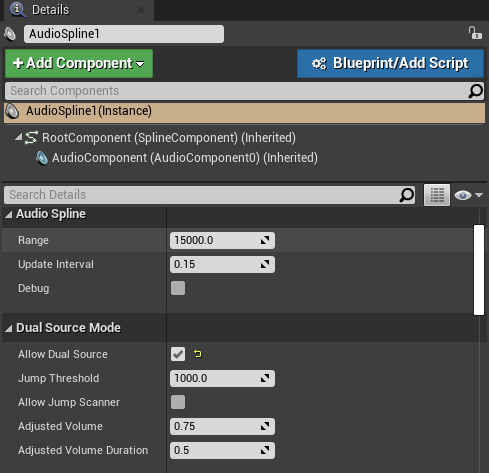 Details
AudioSpline1
+Add Component
Blueprint/Add Script
Search Components
AudioSpline1(Instance)
RootComponent (SplineComponent) (Inherited)
AudioComponent (AudioComponent0) (Inherited)
Search Details
Audio Spline
Range 15000.0
Update Interval 0.15
Debug
Dual Source Mode
Allow Dual Source
Jump Threshold 1000.0
Allow Jump Scanner
Adjusted Volume 0.75
Adjusted Volume Duration 0.5